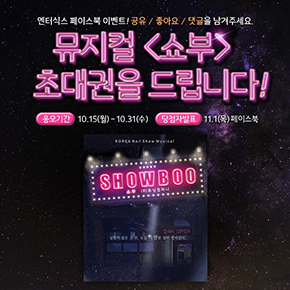 엔터식스 페이스북 이벤트! 공유 / 좋아요 / 댓글을 남겨주세요.
뮤지컬 <쇼부>
초대권을 드립니다!
응모기간 10.15(월) ~ 10.31(수) 당첨자발표 11.1(목) 페이스북
KOREA No.1 Show Musical
SHOWBOO
쇼부
OPEN